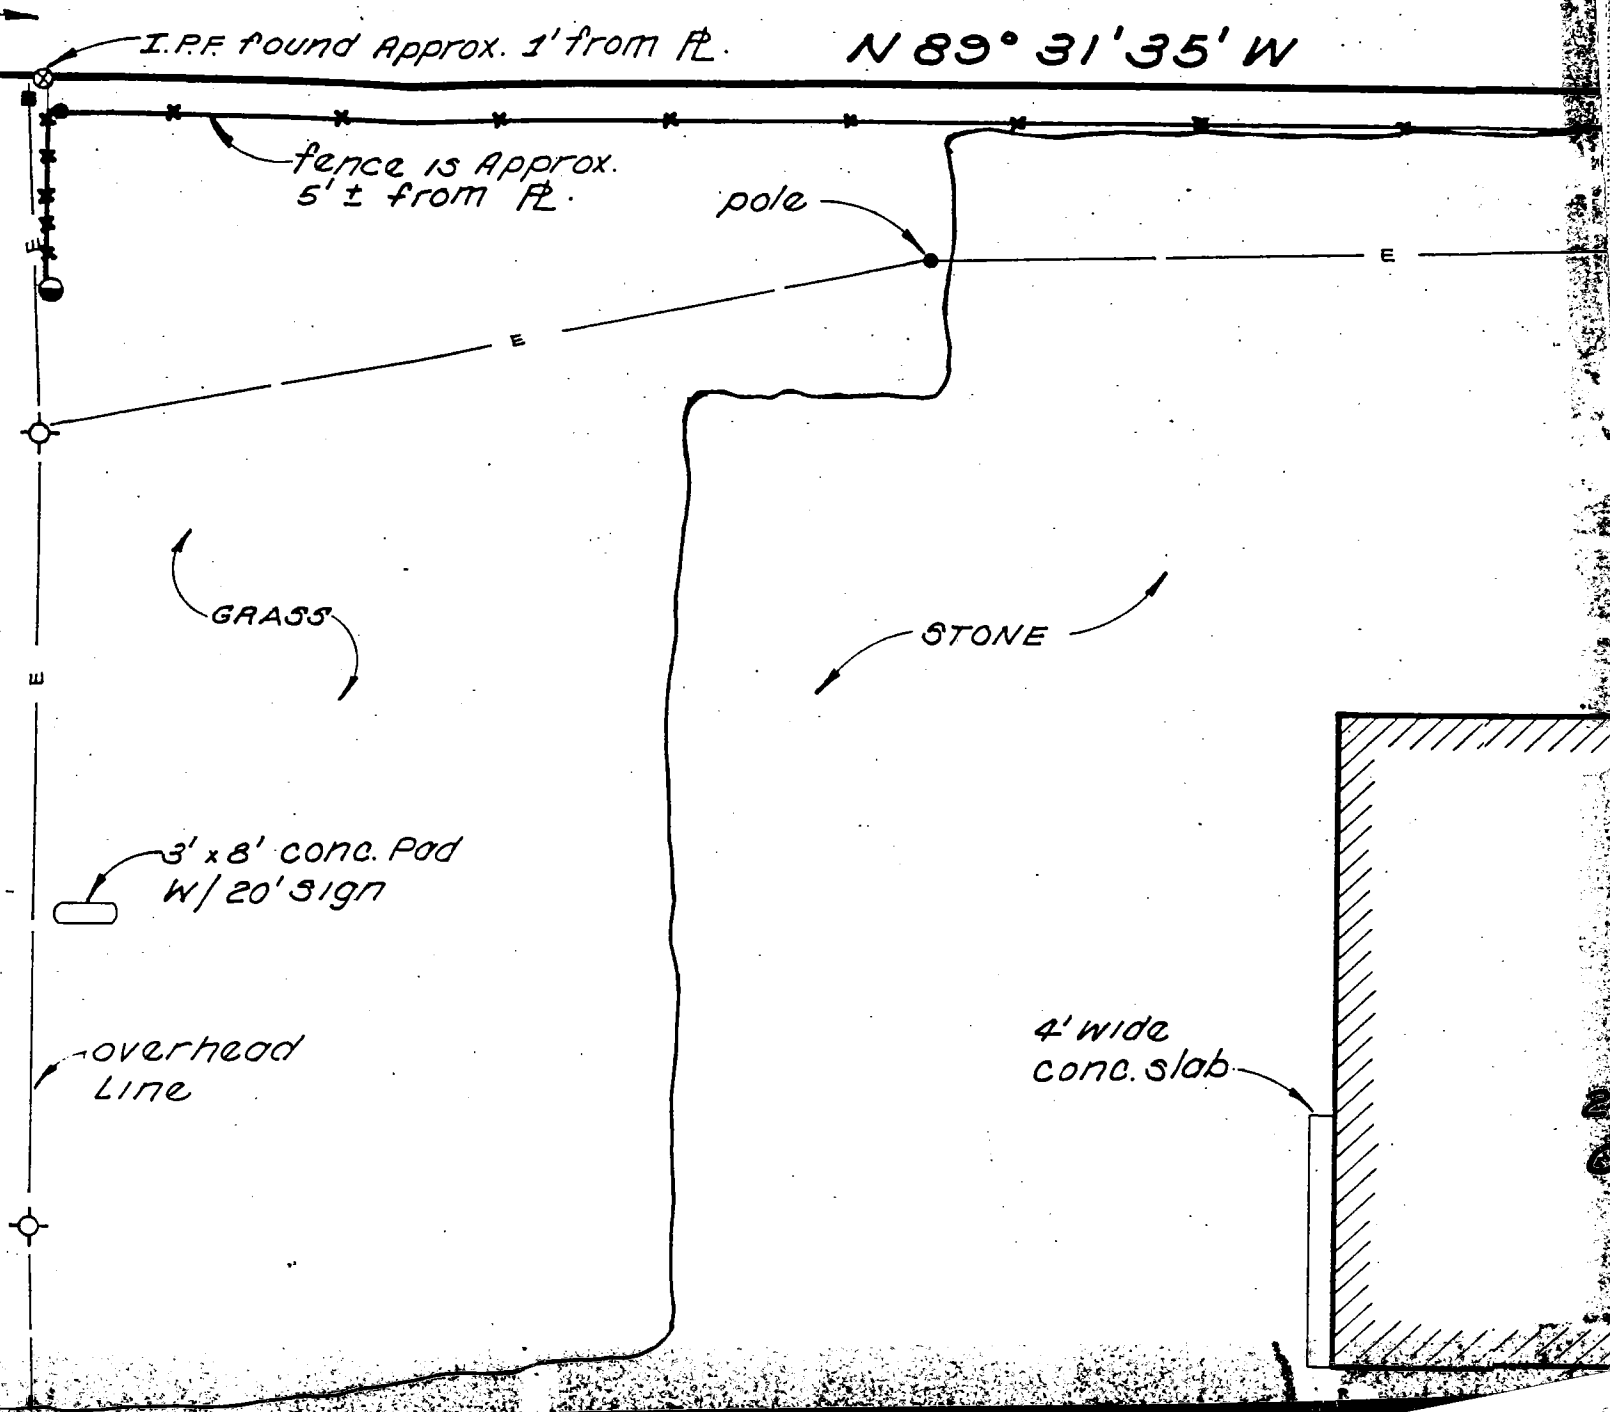 I.P.F. found Approx. 1' from PL.
N 89° 31' 35' W
fence is Approx.
5' ± from PL.
pole
E
E
E
GRASS
STONE
E
3' x 8' conc. Pad
W/ 20' sign
overhead
Line
4' wide
conc. slab